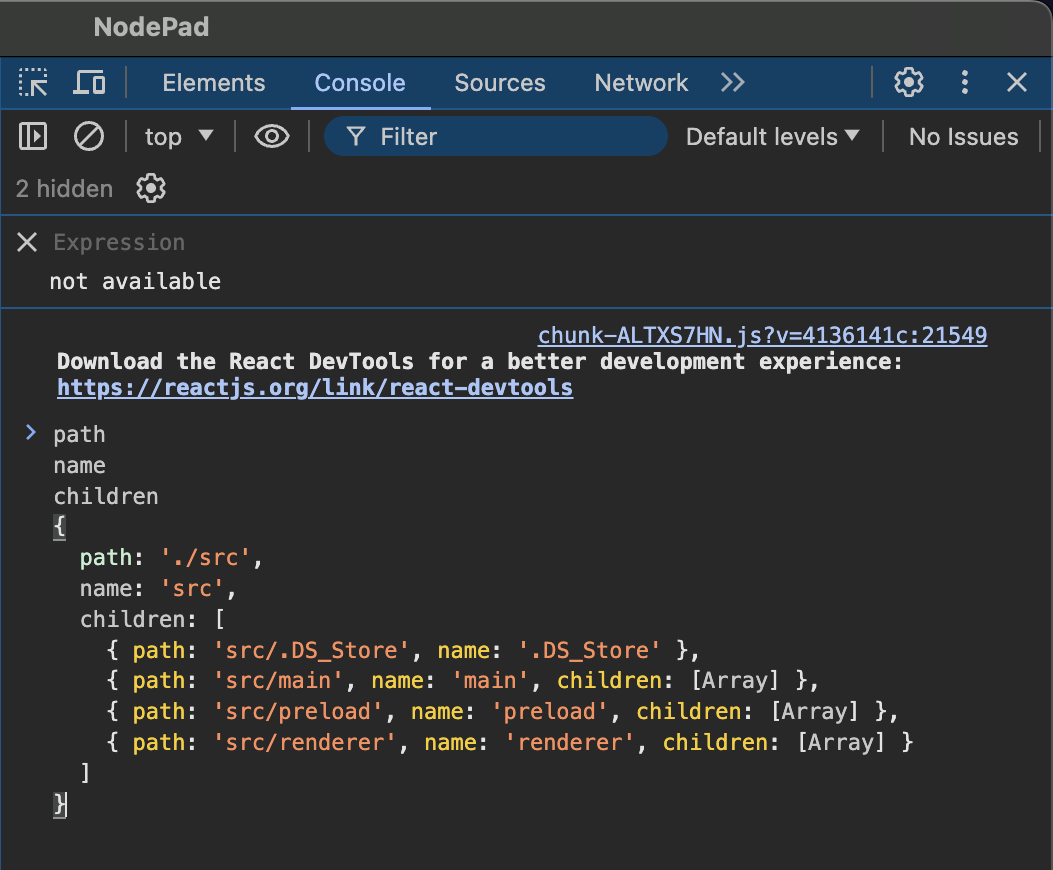 NodePad
Elements Console Sources Network
top Filter Default levels No Issues
2 hidden
Expression
not available
chunk-ALTXS7HN.js?v=4136141c:21549
Download the React DevTools for a better development experience:
https://reactjs.org/link/react-devtools
path
name
children
{
  path: './src',
  name: 'src',
  children: [
    { path: 'src/.DS_Store', name: '.DS_Store' },
    { path: 'src/main', name: 'main', children: [Array] },
    { path: 'src/preload', name: 'preload', children: [Array] },
    { path: 'src/renderer', name: 'renderer', children: [Array] }
  ]
}